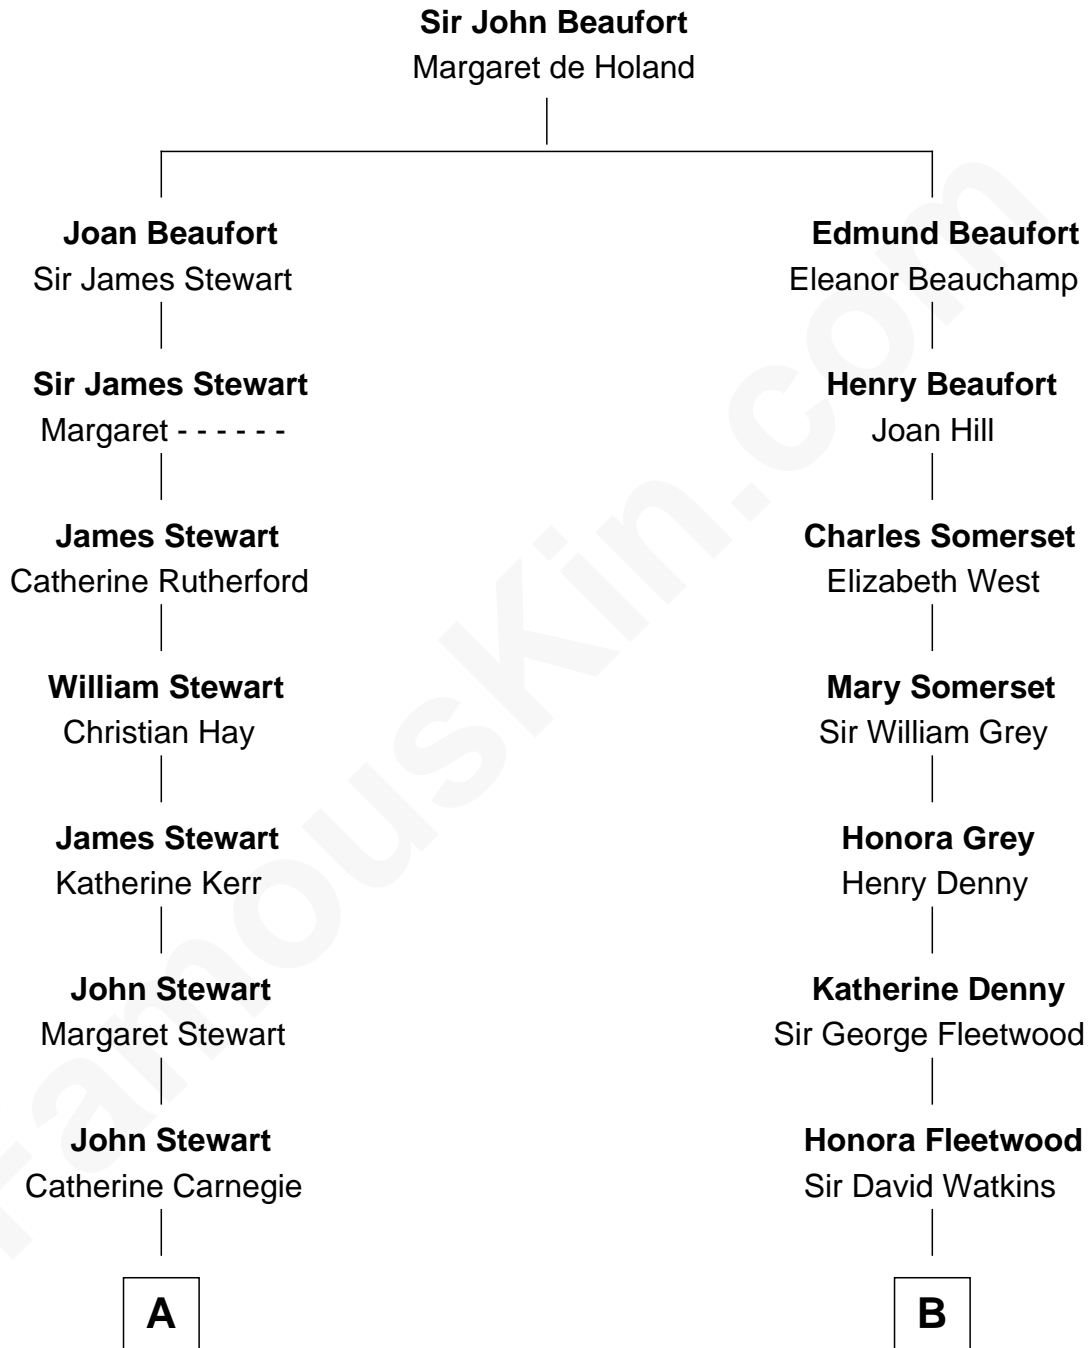 Sir John Beaufort
Margaret de Holand
Joan Beaufort
Sir James Stewart
Edmund Beaufort
Eleanor Beauchamp
Sir James Stewart
Margaret - - - - - -
Henry Beaufort
Joan Hill
James Stewart
Catherine Rutherford
Charles Somerset
Elizabeth West
William Stewart
Christian Hay
Mary Somerset
Sir William Grey
James Stewart
Katherine Kerr
Honora Grey
Henry Denny
John Stewart
Margaret Stewart
Katherine Denny
Sir George Fleetwood
John Stewart
Catherine Carnegie
Honora Fleetwood
Sir David Watkins
A
B
FamousKin.com